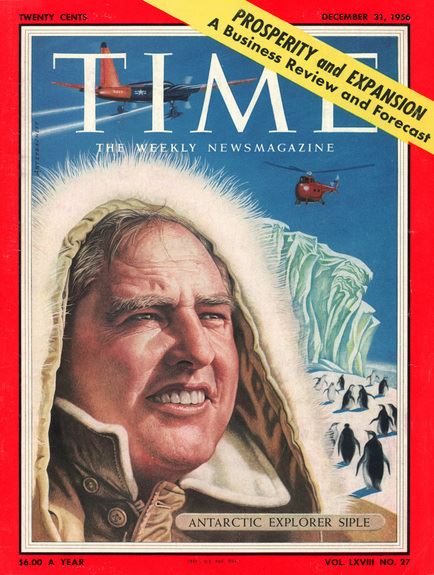 TWENTY CENTS
DECEMBER 31, 1956
PROSPERITY and EXPANSION
A Business Review and Forecast
TIME
THE WEEKLY NEWSMAGAZINE
ANTARCTIC EXPLORER SIPLE
$6.00 A YEAR
VOL. LXVIII NO. 27